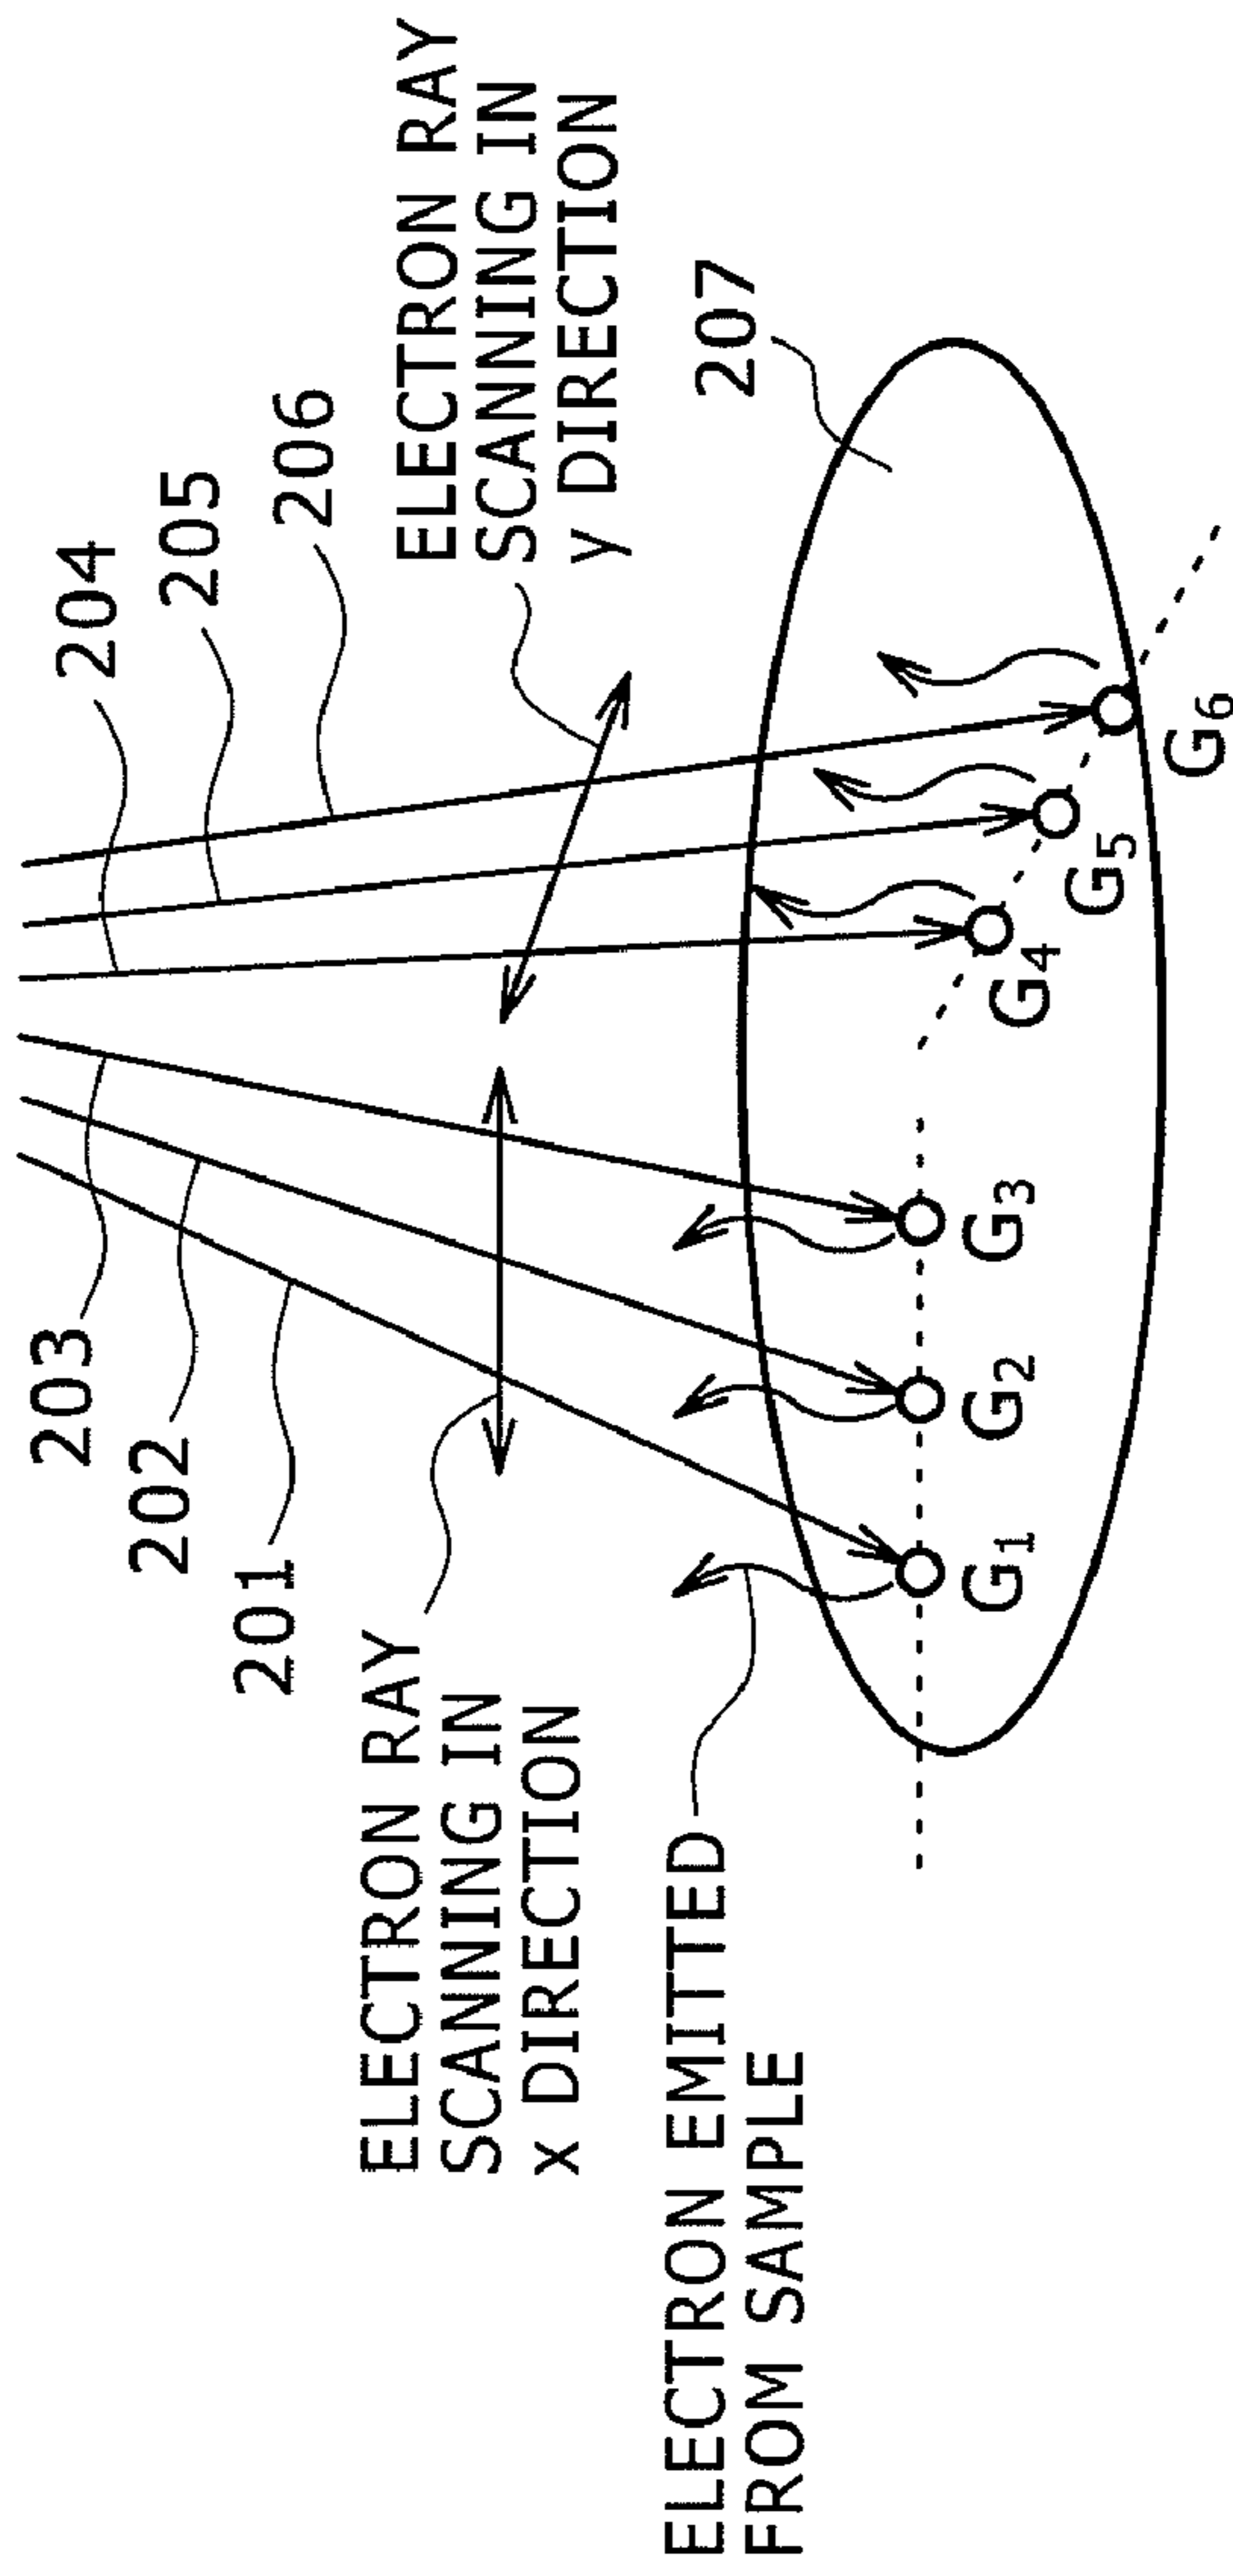 203
202
201
204
205
206
ELECTRON RAY
SCANNING IN
x DIRECTION
ELECTRON RAY
SCANNING IN
y DIRECTION
207
ELECTRON EMITTED
FROM SAMPLE
G1
G2
G3
G4
G5
G6